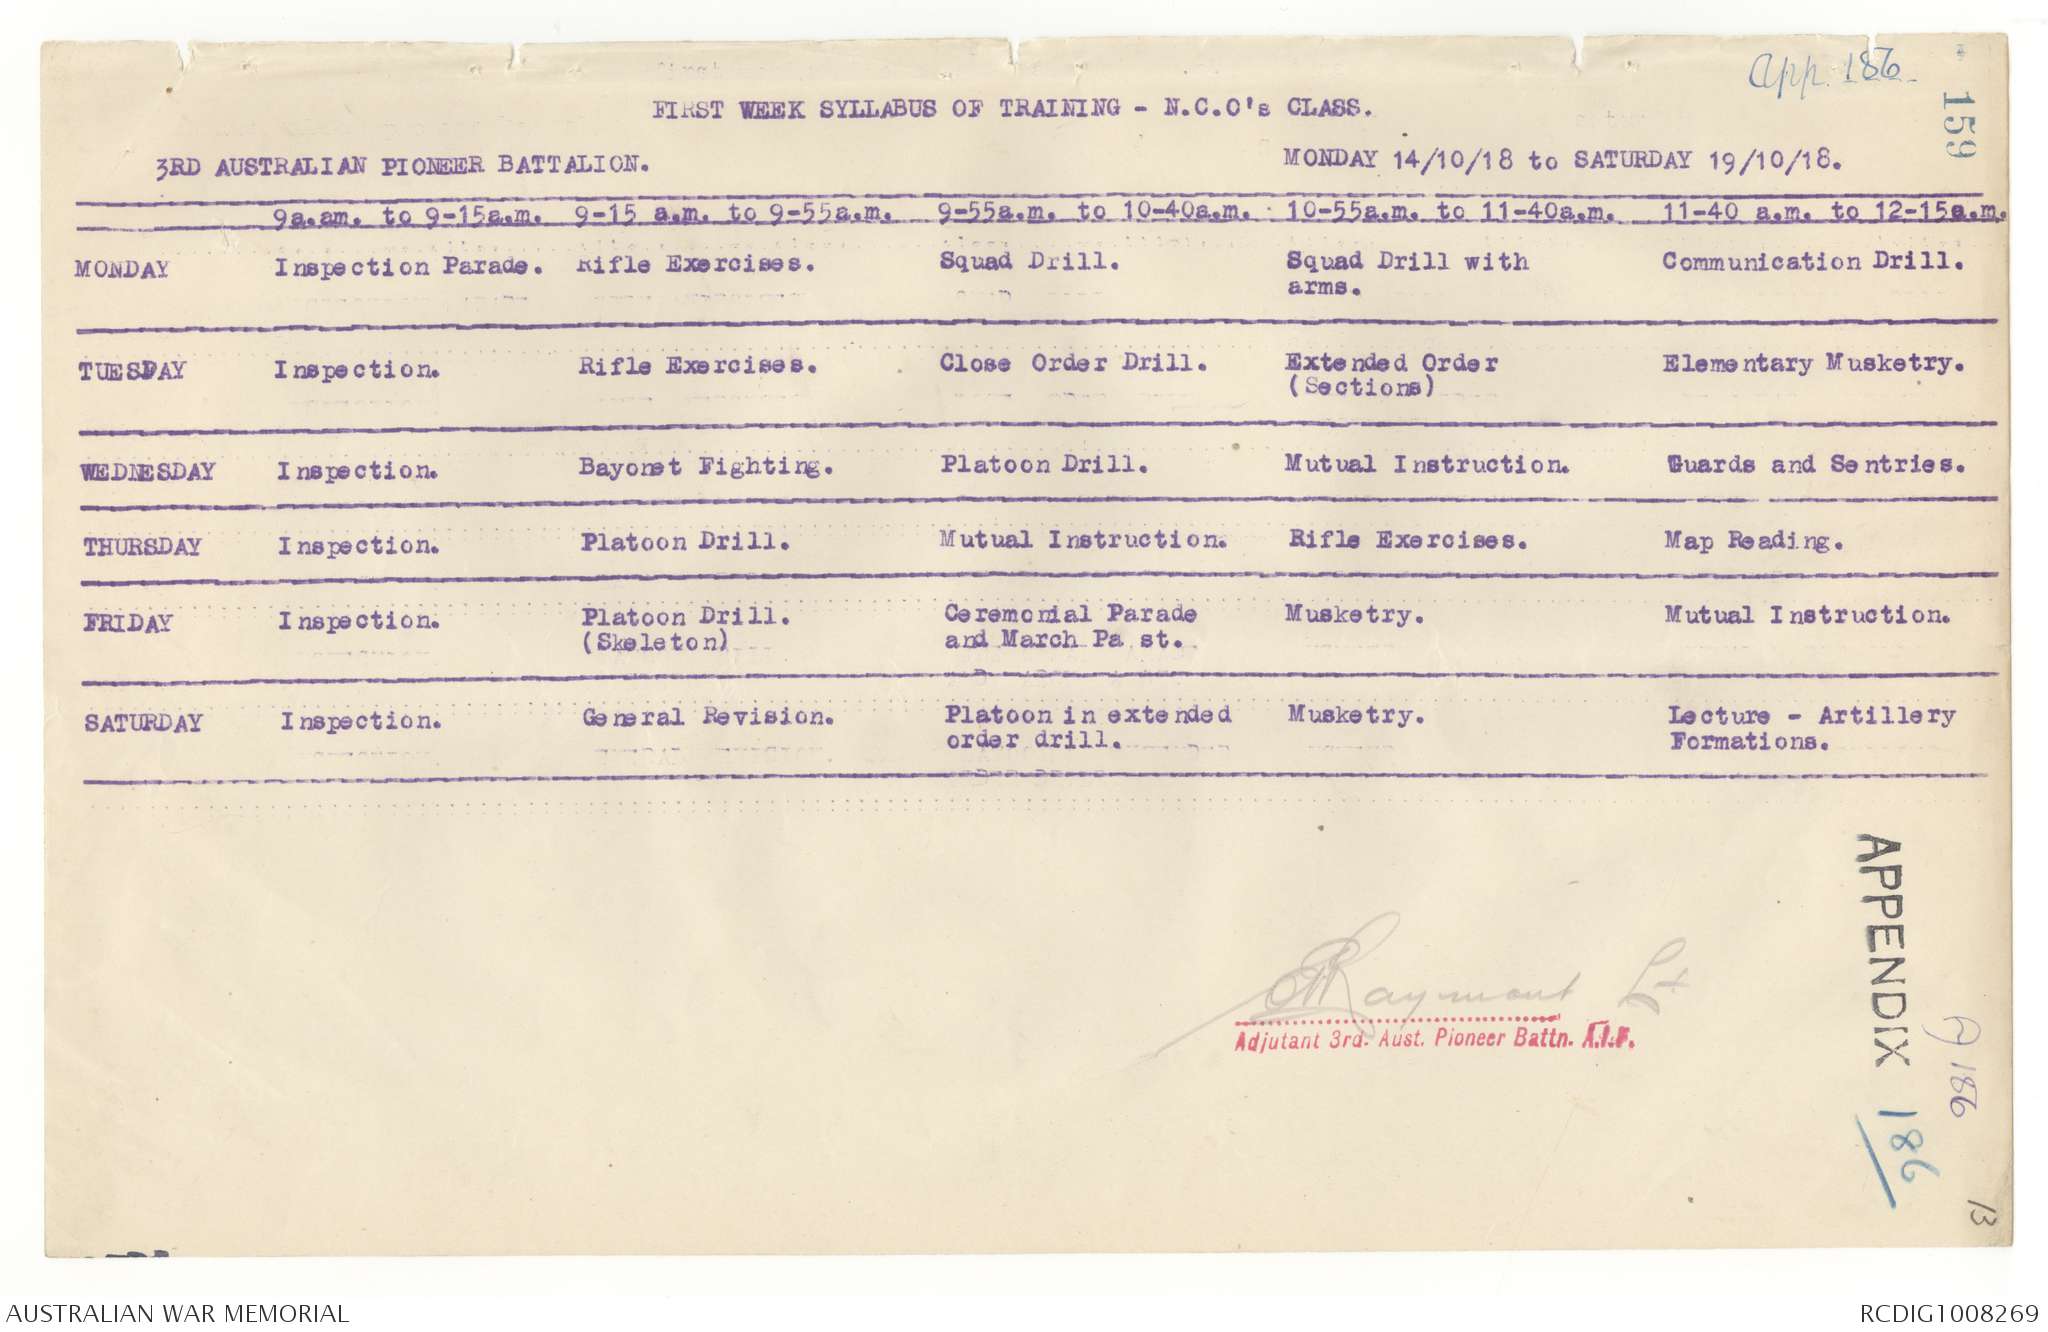 App. 186
159
FIRST WEEK SYLLABUS OF TRAINING - N.C.O's CLASS.
3RD AUSTRALIAN PIONEER BATTALION. MONDAY 14/10/18 to SATURDAY 19/10/18.
9a.am. to 9-15a.m. 9-15 a.m. to 9-55a.m. 9-55a.m. to 10-40a.m. 10-55a.m. to 11-40a.m. 11-40 a.m. to 12-15a.m.
MONDAY Inspection Parade. Rifle Exercises. Squad Drill. Squad Drill with Communication Drill.
arms.
TUESDAY Inspection. Rifle Exercises. Close Order Drill. Extended Order Elementary Musketry.
(Sections)
WEDNESDAY Inspection. Bayonet Fighting. Platoon Drill. Mutual Instruction. Guards and Sentries.
THURSDAY Inspection. Platoon Drill. Mutual Instruction. Rifle Exercises. Map Reading.
FRIDAY Inspection. Platoon Drill. Ceremonial Parade Musketry. Mutual Instruction.
(Skeleton) and March Pa st.
SATURDAY Inspection. General Revision. Platoon in extended Musketry. Lecture - Artillery
order drill. Formations.
Raymont Lt
Adjutant 3rd. Aust. Pioneer Battn. A.I.F.
APPENDIX 186
A186
13
AUSTRALIAN WAR MEMORIAL RCDIG1008269